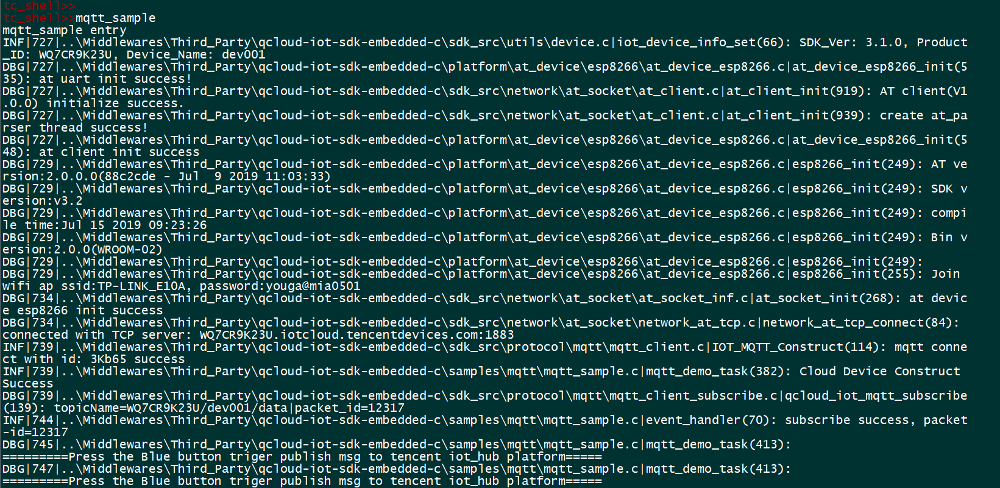 tc_shell>>
tc_shell>>mqtt_sample
mqtt_sample entry
INF|727|..\Middlewares\Third_Party\qcloud-iot-sdk-embedded-c\sdk_src\utils\device.c|iot_device_info_set(66): SDK_Ver: 3.1.0, Product
_ID: WQ7CR9K23U, Device_Name: dev001
DBG|727|..\Middlewares\Third_Party\qcloud-iot-sdk-embedded-c\platform\at_device\esp8266\at_device_esp8266.c|at_device_esp8266_init(5
35): at uart init success!
DBG|727|..\Middlewares\Third_Party\qcloud-iot-sdk-embedded-c\sdk_src\network\at_socket\at_client.c|at_client_init(919): AT client(V1
.0.0) initialize success.
DBG|727|..\Middlewares\Third_Party\qcloud-iot-sdk-embedded-c\sdk_src\network\at_socket\at_client.c|at_client_init(939): create at_pa
rser thread success!
DBG|727|..\Middlewares\Third_Party\qcloud-iot-sdk-embedded-c\platform\at_device\esp8266\at_device_esp8266.c|at_device_esp8266_init(5
48): at client init success
DBG|729|..\Middlewares\Third_Party\qcloud-iot-sdk-embedded-c\platform\at_device\esp8266\at_device_esp8266.c|esp8266_init(249): AT ve
rsion:2.0.0.0(88c2cde - Jul  9 2019 11:03:33)
DBG|729|..\Middlewares\Third_Party\qcloud-iot-sdk-embedded-c\platform\at_device\esp8266\at_device_esp8266.c|esp8266_init(249): SDK v
ersion:v3.2
DBG|729|..\Middlewares\Third_Party\qcloud-iot-sdk-embedded-c\platform\at_device\esp8266\at_device_esp8266.c|esp8266_init(249): compi
le time:Jul 15 2019 09:23:26
DBG|729|..\Middlewares\Third_Party\qcloud-iot-sdk-embedded-c\platform\at_device\esp8266\at_device_esp8266.c|esp8266_init(249): Bin v
ersion:2.0.0(WROOM-02)
DBG|729|..\Middlewares\Third_Party\qcloud-iot-sdk-embedded-c\platform\at_device\esp8266\at_device_esp8266.c|esp8266_init(249):
DBG|729|..\Middlewares\Third_Party\qcloud-iot-sdk-embedded-c\platform\at_device\esp8266\at_device_esp8266.c|esp8266_init(255): Join
wifi ap ssid:TP-LINK_E10A, password:youga@mia0501
DBG|734|..\Middlewares\Third_Party\qcloud-iot-sdk-embedded-c\sdk_src\network\at_socket\at_socket_inf.c|at_socket_init(268): at devic
e esp8266 init success
DBG|734|..\Middlewares\Third_Party\qcloud-iot-sdk-embedded-c\sdk_src\network\at_socket\network_at_tcp.c|network_at_tcp_connect(84):
connected with TCP server: WQ7CR9K23U.iotcloud.tencentdevices.com:1883
INF|739|..\Middlewares\Third_Party\qcloud-iot-sdk-embedded-c\sdk_src\protocol\mqtt\mqtt_client.c|IOT_MQTT_Construct(114): mqtt conne
ct with id: 3Kb65 success
INF|739|..\Middlewares\Third_Party\qcloud-iot-sdk-embedded-c\samples\mqtt\mqtt_sample.c|mqtt_demo_task(382): Cloud Device Construct
Success
DBG|739|..\Middlewares\Third_Party\qcloud-iot-sdk-embedded-c\sdk_src\protocol\mqtt\mqtt_client_subscribe.c|qcloud_iot_mqtt_subscribe
(139): topicName=WQ7CR9K23U/dev001/data|packet_id=12317
INF|744|..\Middlewares\Third_Party\qcloud-iot-sdk-embedded-c\samples\mqtt\mqtt_sample.c|event_handler(70): subscribe success, packet
-id=12317
DBG|745|..\Middlewares\Third_Party\qcloud-iot-sdk-embedded-c\samples\mqtt\mqtt_sample.c|mqtt_demo_task(413):
=========Press the Blue button triger publish msg to tencent iot_hub platform=====
DBG|747|..\Middlewares\Third_Party\qcloud-iot-sdk-embedded-c\samples\mqtt\mqtt_sample.c|mqtt_demo_task(413):
=========Press the Blue button triger publish msg to tencent iot_hub platform=====